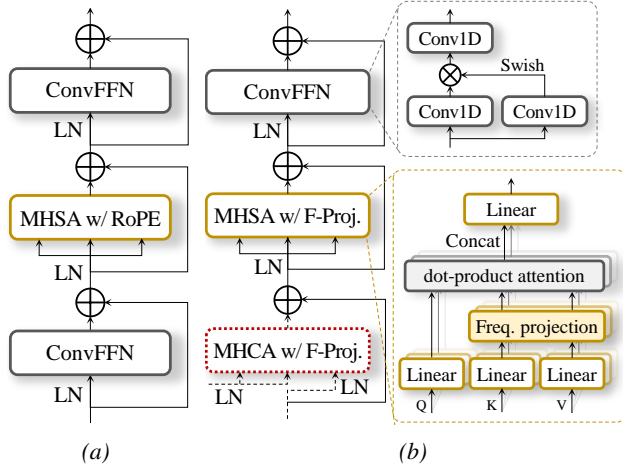 ConvFFN
LN
MHSA w/ RoPE
LN
ConvFFN
LN
(a)
ConvFFN
LN
MHSA w/ F-Proj.
LN
MHCA w/ F-Proj.
LN
LN
Conv1D
Swish
Conv1D
Conv1D
Linear
Concat
dot-product attention
Freq. projection
Linear
Linear
Linear
Q
K
V
(b)